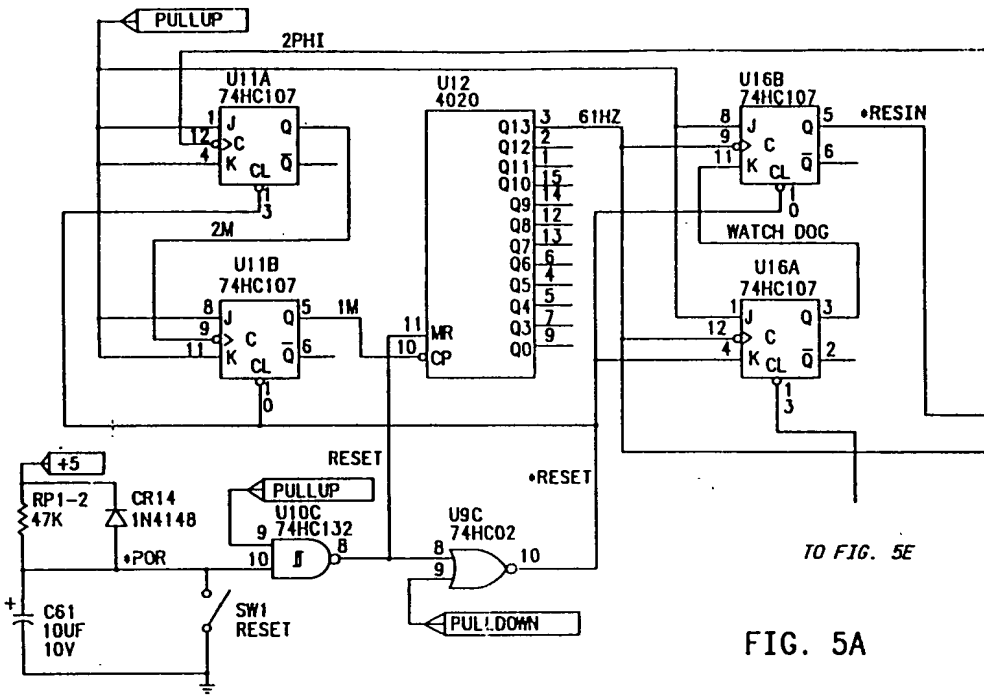 PULLUP
2PHI
U11A
74HC107
1 J Q
12 C
4 K Q
CL
1
3
2M
U11B
74HC107
8 J Q 5
9 C
11 K Q 6
CL
1
0
1M
U12
4020
Q13 3
Q12 2
Q11 1
Q10 15
Q9 14
Q8 12
Q7 13
Q6 6
Q5 4
Q4 5
Q3 7
Q0 9
11 MR
10 CP
61HZ
U16B
74HC107
8 J Q 5
9 C
11 K Q 6
CL
1
0
*RESIN
WATCH DOG
U16A
74HC107
1 J Q 3
12 C
4 K Q 2
CL
1
3
+5
RP1-2
47K
CR14
1N4148
*POR
C61
10UF
10V
+
SW1
RESET
RESET
PULLUP
U10C
74HC132
9
10
8
*RESET
U9C
74HC02
8
9
10
PULLDOWN
TO FIG. 5E
FIG. 5A